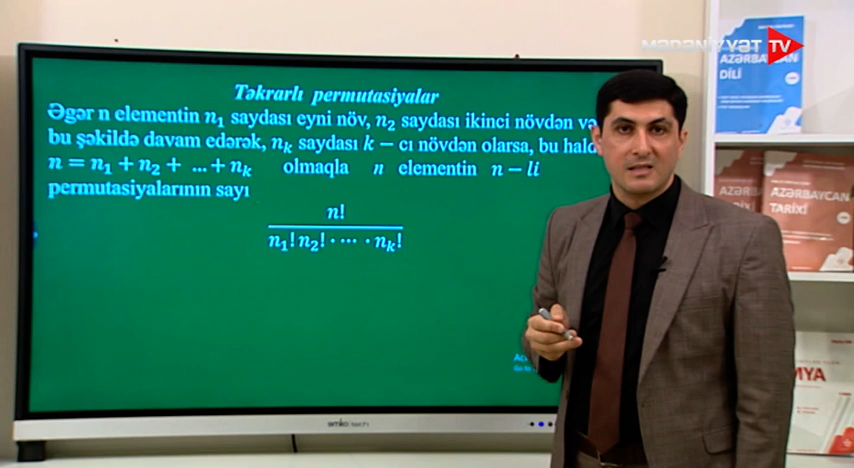 MƏDƏNİYYƏT TV
Təkrarlı permutasiyalar
Əgər n elementin n₁ saydası eyni növ, n₂ saydası ikinci növdən və
bu şəkildə davam edərək, nₖ saydası k – cı növdən olarsa, bu hald
n = n₁ + n₂ + ... + nₖ olmaqla n elementin n – li
permutasiyalarının sayı
n!
n₁! n₂! · ⋯ · nₖ!
AZƏRBAYCAN
DİLİ
AZƏRB
AZƏRBAYCAN
TARİXİ